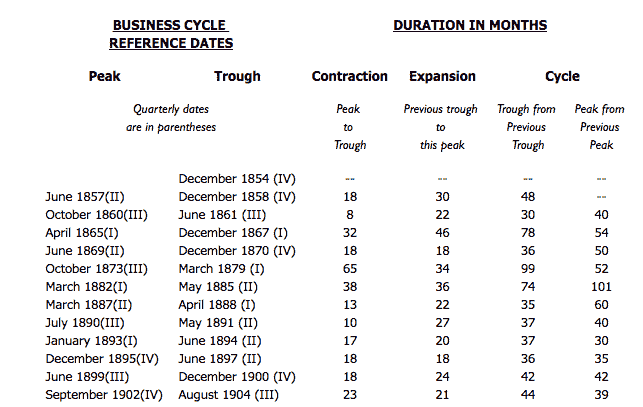 BUSINESS CYCLE DURATION IN MONTHS
REFERENCE DATES
Peak Trough Contraction Expansion Cycle
Quarterly dates Peak Previous trough Trough from Peak from
are in parentheses to to Previous Previous
Trough this peak Trough Peak
December 1854 (IV) -- -- -- --
June 1857(II) December 1858 (IV) 18 30 48 --
October 1860(III) June 1861 (III) 8 22 30 40
April 1865(I) December 1867 (I) 32 46 78 54
June 1869(II) December 1870 (IV) 18 18 36 50
October 1873(III) March 1879 (I) 65 34 99 52
March 1882(I) May 1885 (II) 38 36 74 101
March 1887(II) April 1888 (I) 13 22 35 60
July 1890(III) May 1891 (II) 10 27 37 40
January 1893(I) June 1894 (II) 17 20 37 30
December 1895(IV) June 1897 (II) 18 18 36 35
June 1899(III) December 1900 (IV) 18 24 42 42
September 1902(IV) August 1904 (III) 23 21 44 39